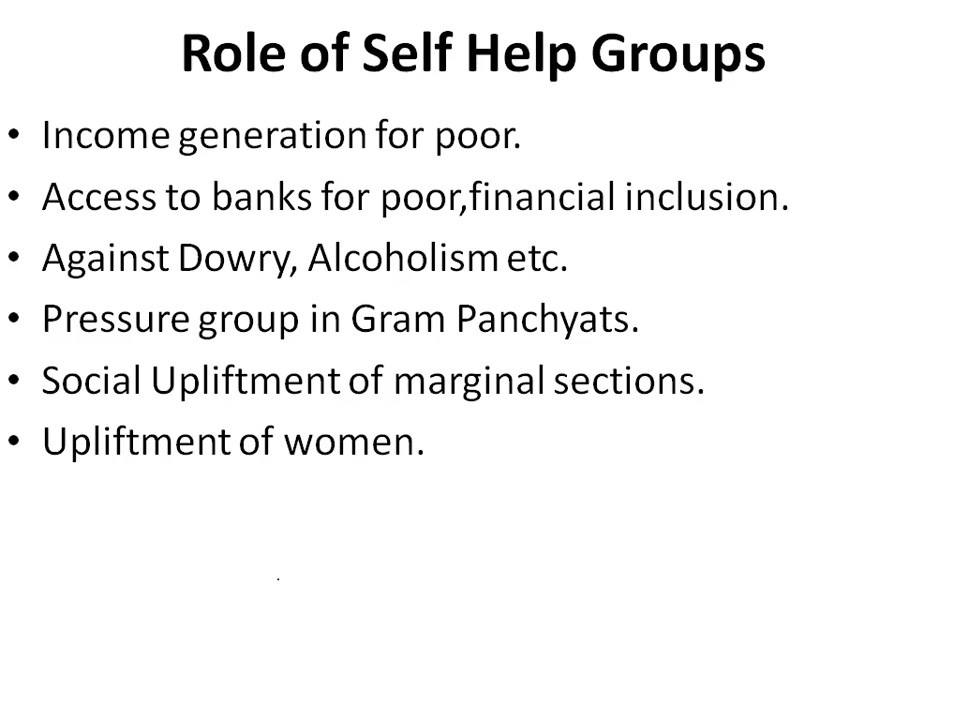 Role of Self Help Groups
• Income generation for poor.
• Access to banks for poor,financial inclusion.
• Against Dowry, Alcoholism etc.
• Pressure group in Gram Panchyats.
• Social Upliftment of marginal sections.
• Upliftment of women.
.